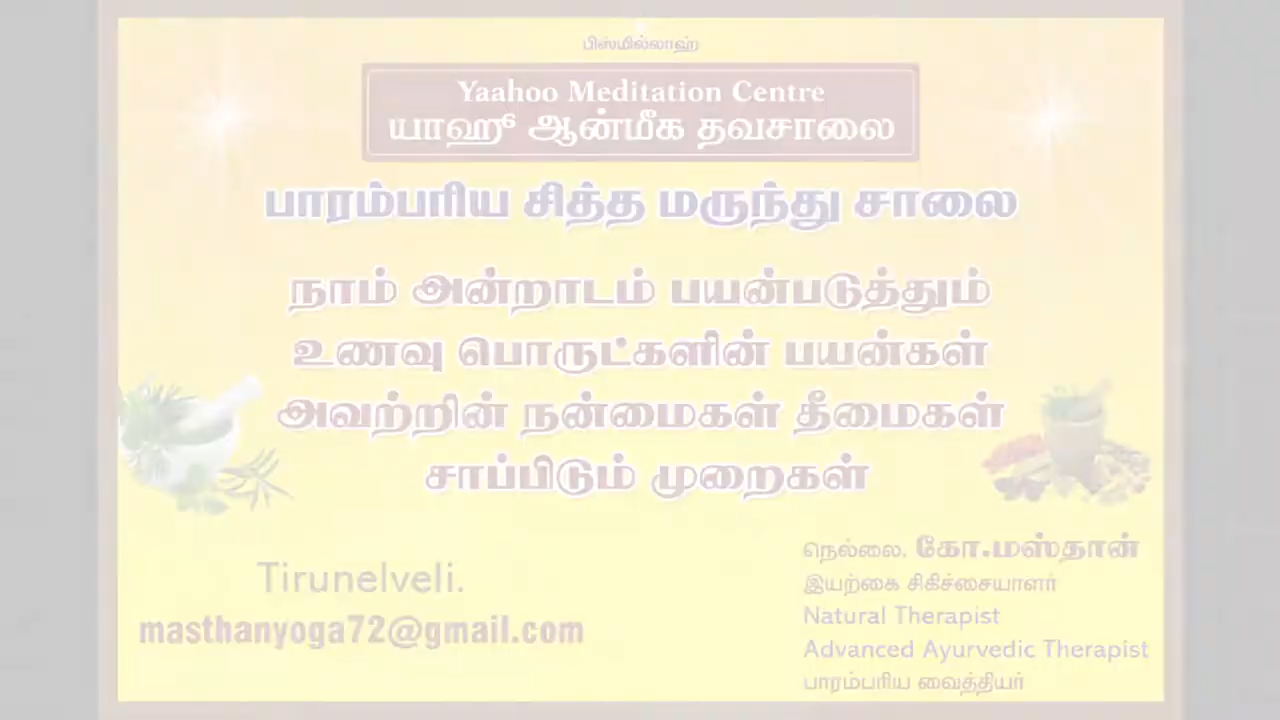 பிஸ்மில்லாஹ்
Yaahoo Meditation Centre
யாஹூ ஆன்மீக தவசாலை
பாரம்பரிய சித்த மருந்து சாலை
நாம் அன்றாடம் பயன்படுத்தும்
உணவு பொருட்களின் பயன்கள்
அவற்றின் நன்மைகள் தீமைகள்
சாப்பிடும் முறைகள்
Tirunelveli.
masthanyoga72@gmail.com
நெல்லை. கோ.மஸ்தான்
இயற்கை சிகிச்சையாளர்
Natural Therapist
Advanced Ayurvedic Therapist
பாரம்பரிய வைத்தியர்